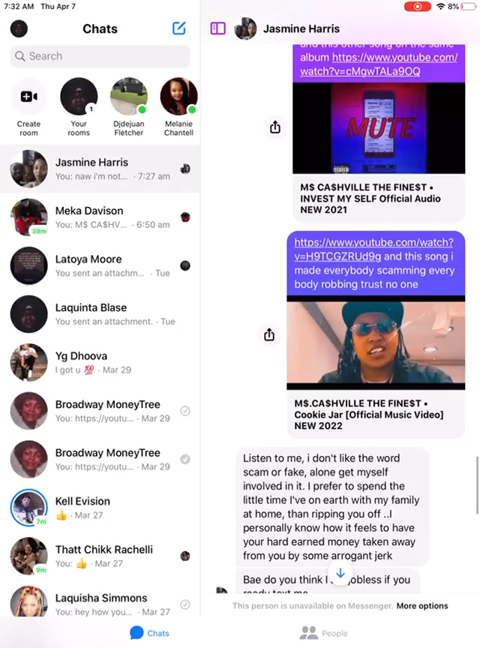 7:32 AM Thu Apr 7
8%
Chats
Jasmine Harris
Search
Create
room
Your
rooms
1
Djdejuan
Fletcher
Melanie
Chantell
Jasmine Harris
You: naw i'm not... · 7:27 am
Meka Davison
You: M$ CA$HV... · 6:50 am
39m
Latoya Moore
You sent an attachm... · Tue
Laquinta Blase
You sent an attachment. · Tue
Yg Dhoova
I got u 💯 · Mar 29
Broadway MoneyTree
You: https://youtu... · Mar 29
Broadway MoneyTree
You: https://youtu... · Mar 29
Kell Evision
👍 · Mar 27
7m
Thatt Chikk Rachelli
You: 👍 · Mar 27
9m
Laquisha Simmons
You: hey how you... · Mar 27
Chats
People
and this other song on the same
album https://www.youtube.com/
watch?v=cMgwTALa9OQ
MUTE
M$ CA$HVILLE THE FINE$T •
INVEST MY SELF Official Audio
NEW 2021
https://www.youtube.com/watch?
v=H9TCGZRUd9g and this song i
made everybody scamming every
body robbing trust no one
M$.CA$HVILLE THE FINE$T •
Cookie Jar [Official Music Video]
NEW 2022
Listen to me, i don't like the word
scam or fake, alone get myself
involved in it. I prefer to spend the
little time I've on earth with my family
at home, than ripping you off ..I
personally know how it feels to have
your hard earned money taken away
from you by some arrogant jerk
Bae do you think I jobless if you
This person is unavailable on Messenger. More options